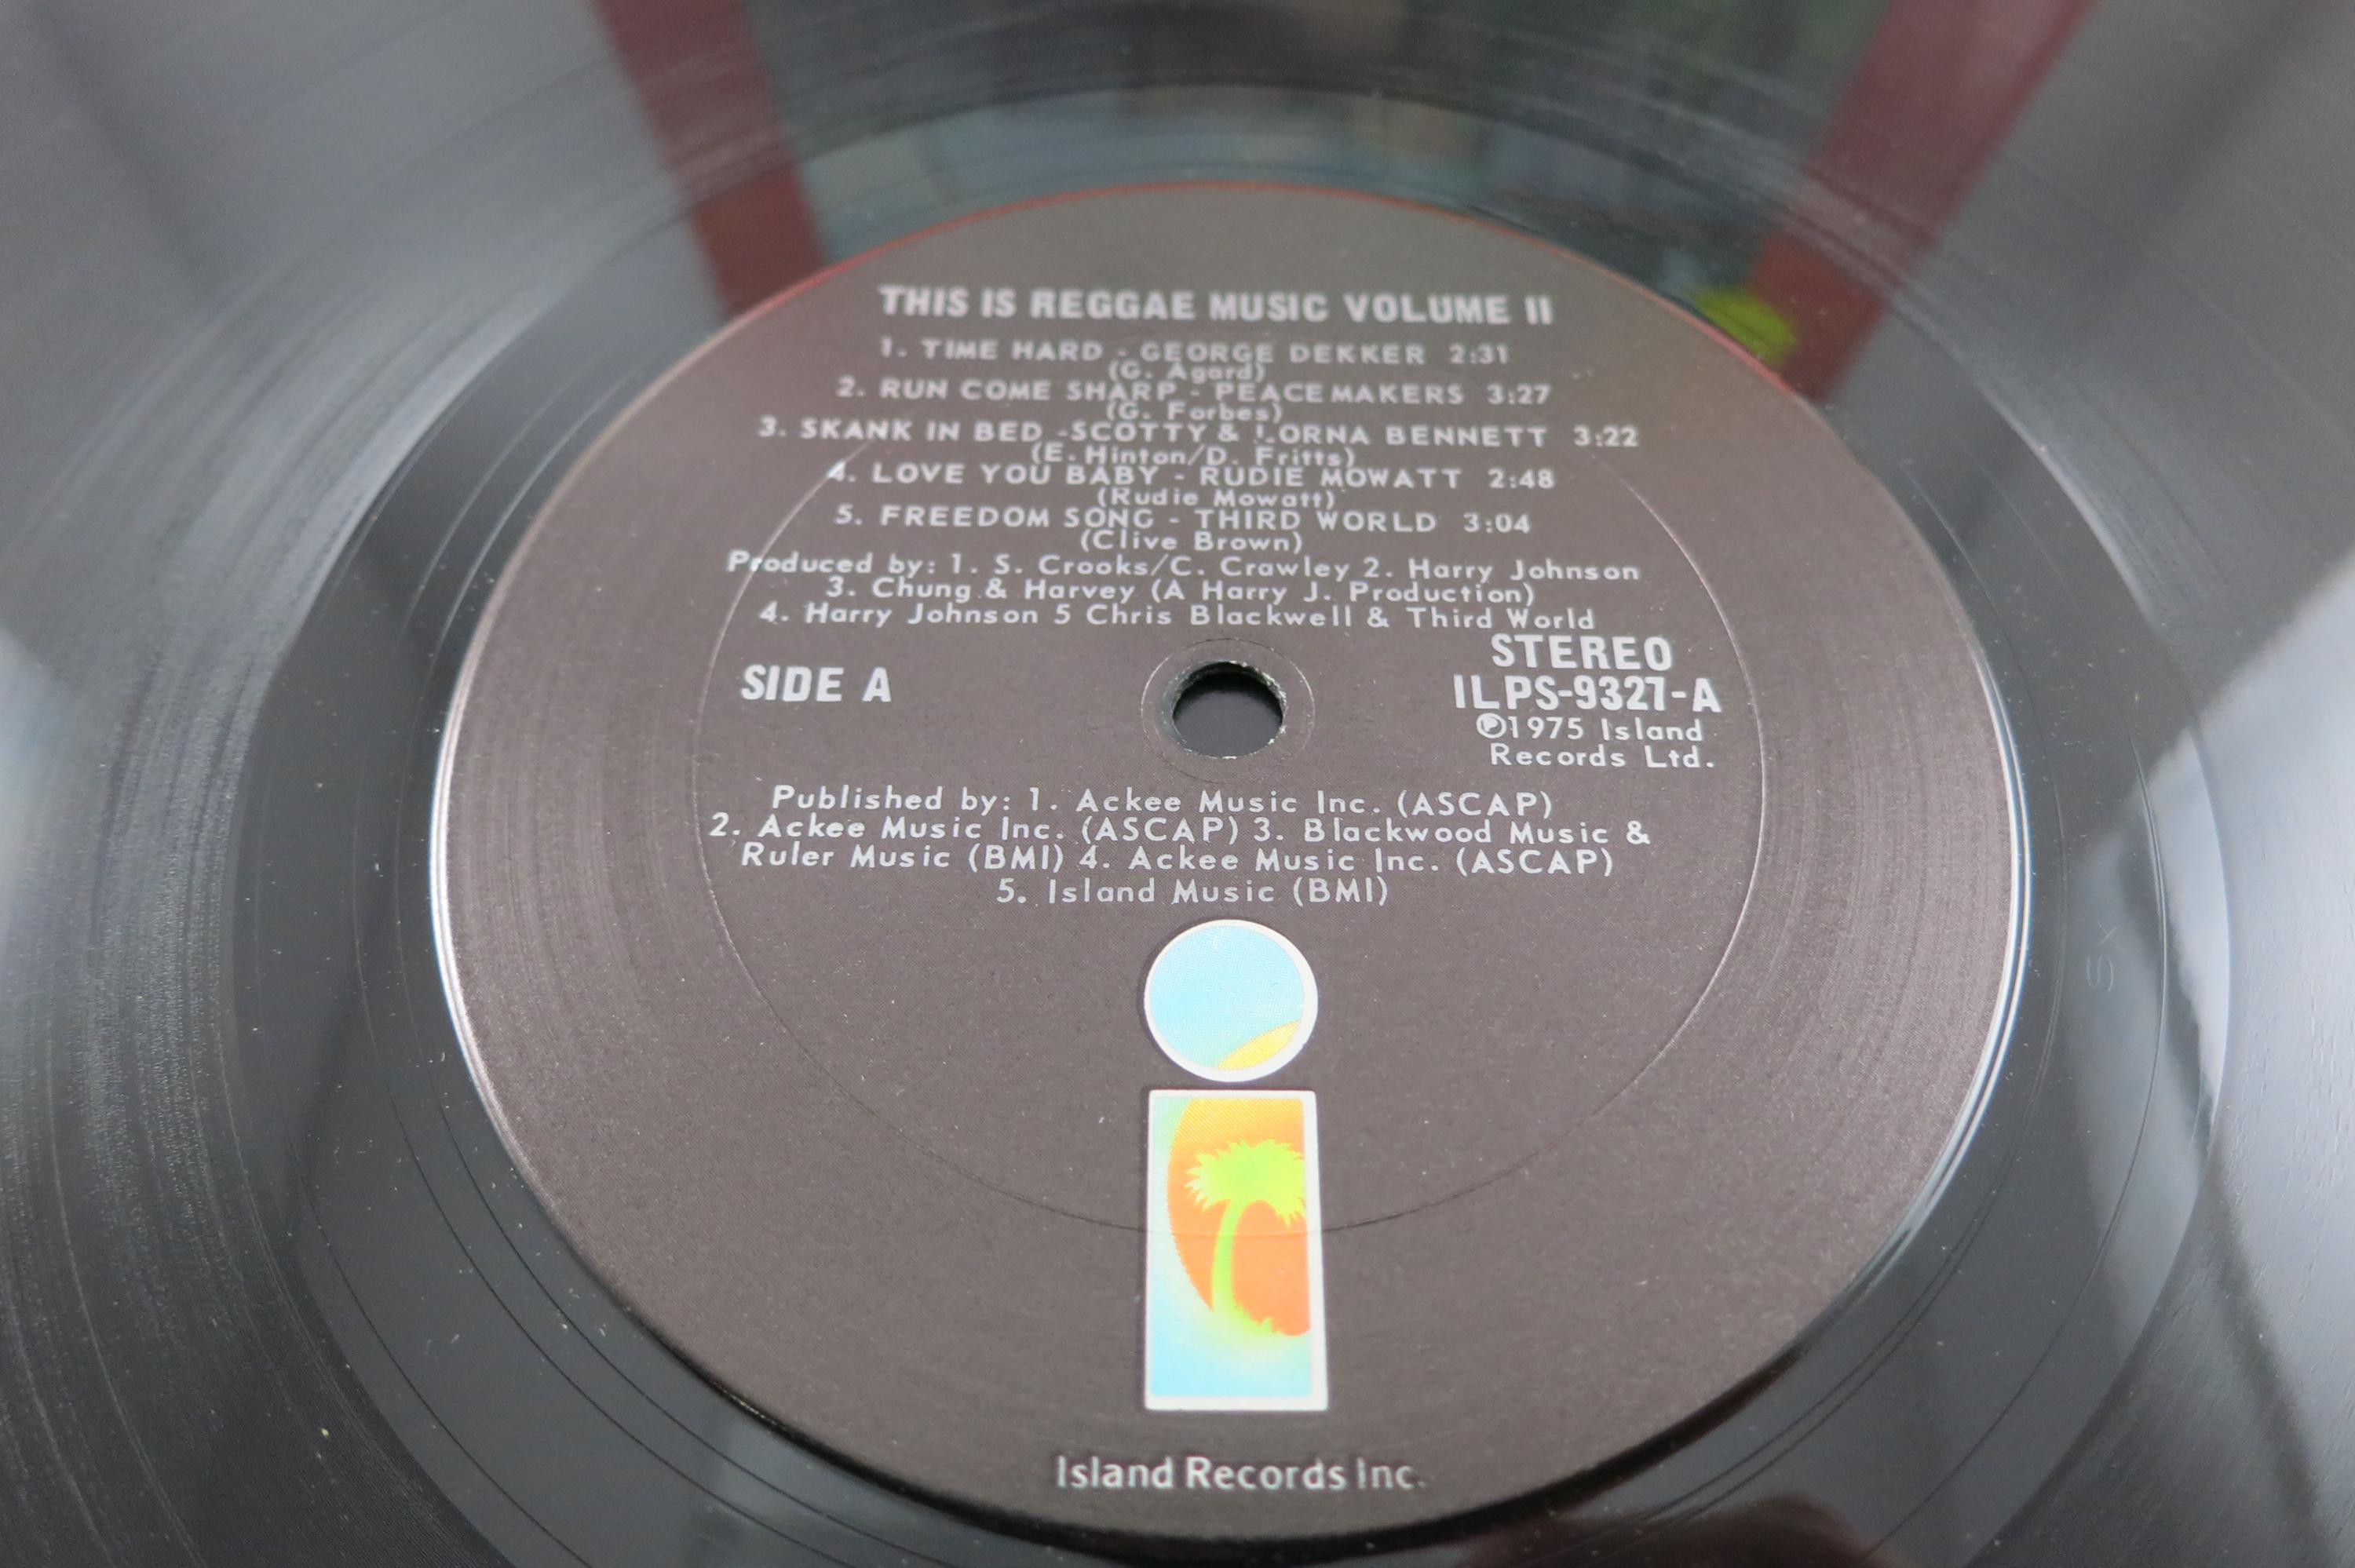 THIS IS REGGAE MUSIC VOLUME II
1. TIME HARD - GEORGE DEKKER 2:31
(G. Agard)
2. RUN COME SHARP - PEACEMAKERS 3:27
(G. Forbes)
3. SKANK IN BED -SCOTTY & LORNA BENNETT 3:22
(E. Hinton/D. Fritts)
4. LOVE YOU BABY - RUDIE MOWATT 2:48
(Rudie Mowatt)
5. FREEDOM SONG - THIRD WORLD 3:04
(Clive Brown)
Produced by: 1. S. Crooks/C. Crawley 2. Harry Johnson
3. Chung & Harvey (A Harry J. Production)
4. Harry Johnson 5 Chris Blackwell & Third World
SIDE A
STEREO
ILPS-9327-A
℗1975 Island
Records Ltd.
Published by: 1. Ackee Music Inc. (ASCAP)
2. Ackee Music Inc. (ASCAP) 3. Blackwood Music &
Ruler Music (BMI) 4. Ackee Music Inc. (ASCAP)
5. Island Music (BMI)
Island Records Inc.